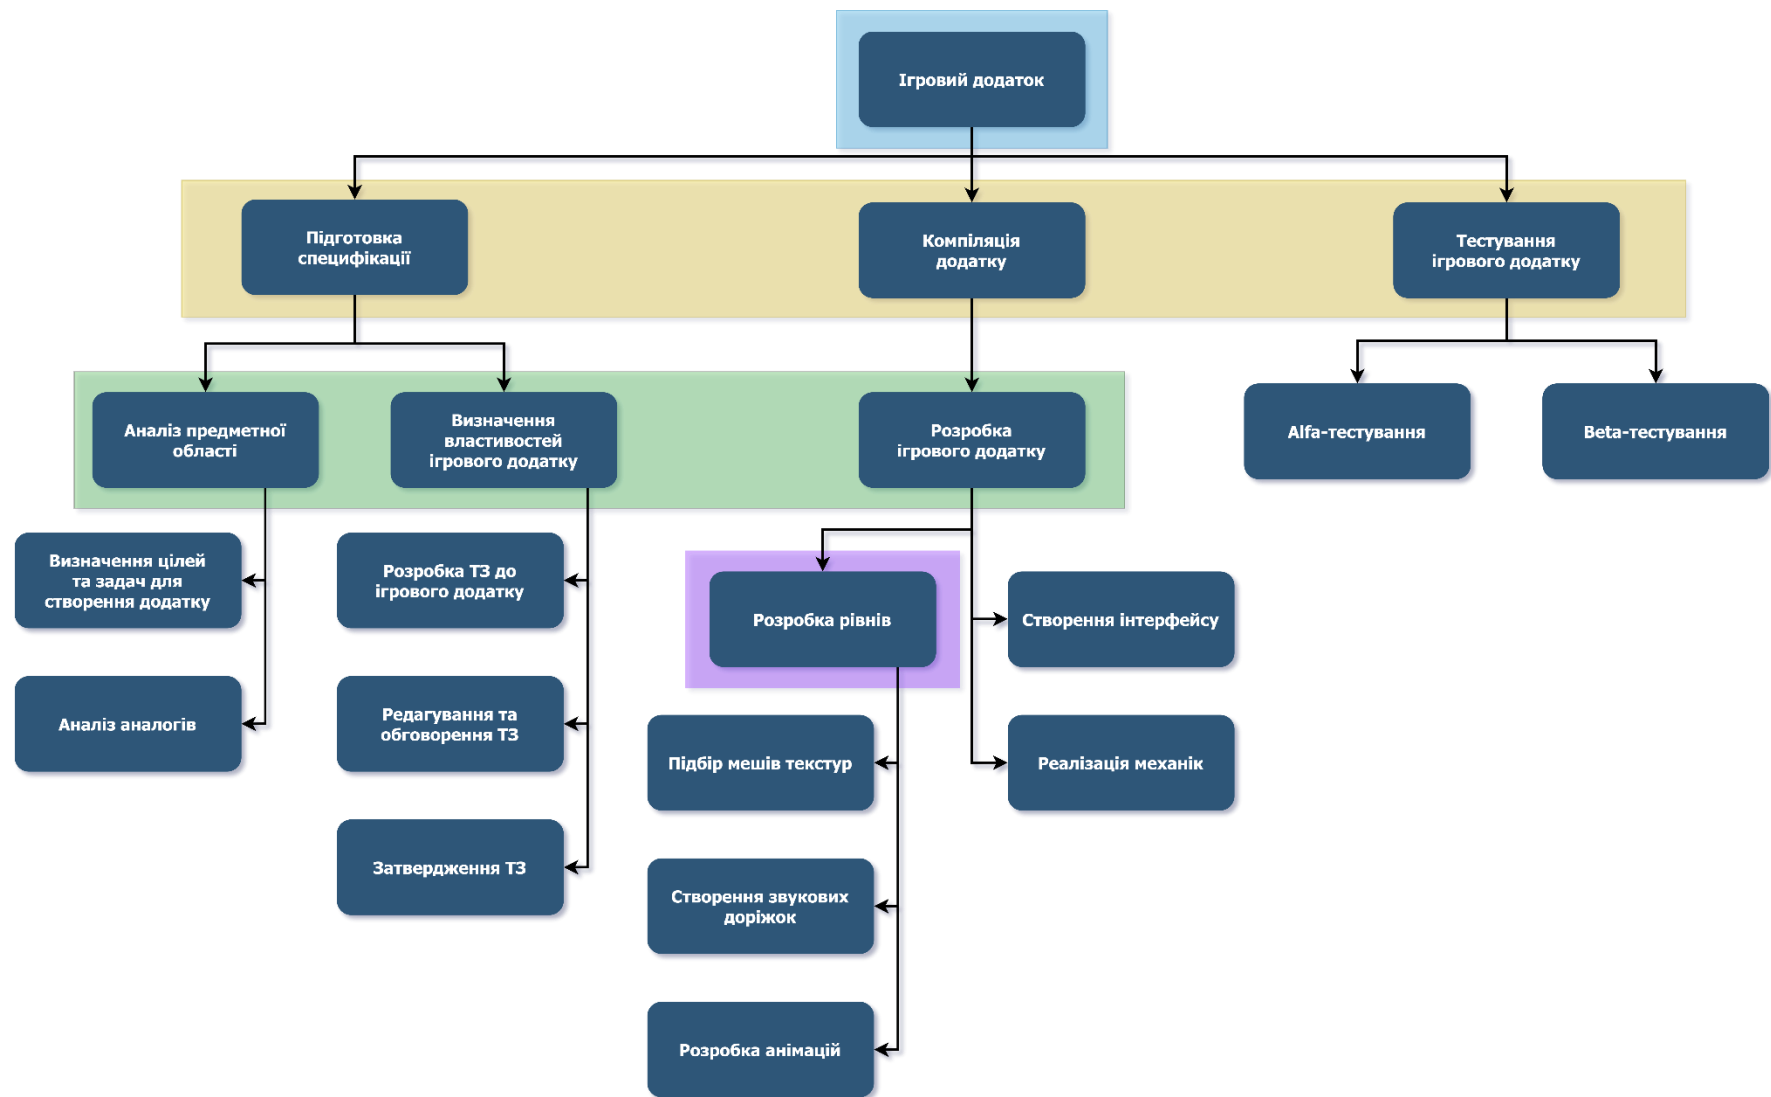 Ігровий додаток
Підготовка
специфікації
Компіляція
додатку
Тестування
ігрового додатку
Аналіз предметної
області
Визначення
властивостей
ігрового додатку
Розробка
ігрового додатку
Alfa-тестування
Beta-тестування
Визначення цілей
та задач для
створення додатку
Розробка ТЗ до
ігрового додатку
Розробка рівнів
Створення інтерфейсу
Аналіз аналогів
Редагування та
обговорення ТЗ
Підбір мешів текстур
Реалізація механік
Затвердження ТЗ
Створення звукових
доріжок
Розробка анімацій